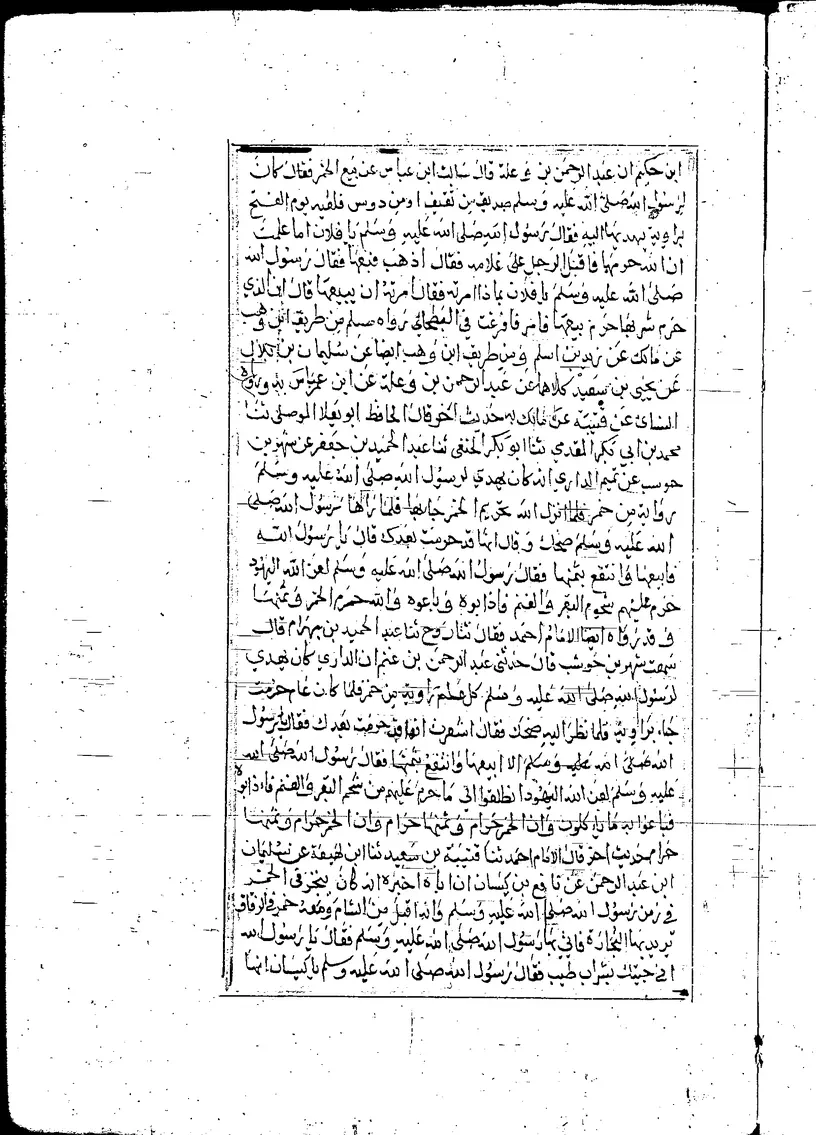 ابن حكيم ان عبد الرحمن بن وعلة قال سالت ابن عباس عن بيع الخمر فقال كان
لرسول الله صلى الله عليه وسلم صديق من ثقيف او من دوس فلقيه يوم الفتح
براوية يهديها اليه فقال رسول الله صلى الله عليه وسلم يا فلان اما علمت
ان الله حرمها فاقبل الرجل على غلامه فقال اذهب فبعها فقال رسول الله
صلى الله عليه وسلم يا فلان بماذا امرته فقال امرته ان يبيعها قال ان الذي
حرم شربها حرم بيعها فامر فافرغت في البطحاء رواه مسلم من طريق ابن وهب
عن مالك عن زيد بن اسلم ومن طريق ابن وهب ايضا عن سليمان بن بلال
عن يحيى بن سعيد كلاهما عن عبد الرحمن بن وعلة عن ابن عباس به ورواه
النسائي عن قتيبة عن مالك به حديث اخر قال الحافظ ابو يعلا الموصلي ثنا
محمد بن ابي بكر المقدمي ثنا ابو بكر الحنفي ثنا عبد الحميد بن جعفر عن شهر بن
حوشب عن تميم الداري انه كان يهدي لرسول الله صلى الله عليه وسلم
راوية من خمر فلما انزل الله تحريم الخمر جا بها فلما راها رسول الله صلى
الله عليه وسلم ضحك وقال انها قد حرمت بعدك قال يا رسول الله
فابيعها وانتفع بثمنها فقال رسول الله صلى الله عليه وسلم لعن الله اليهود
حرم عليهم شحوم البقر والغنم فاذابوه وباعوه والله حرم الخمر وثمنها
وقد رواه ايضا الامام احمد فقال ثنا روح ثنا عبد الحميد بن بهرام قال
سمعت شهر بن حوشب قال حدثني عبد الرحمن بن غنم ان الداري كان يهدي
لرسول الله صلى الله عليه وسلم كل عام راوية من خمر فلما كان عام حرمت
جاء براوية فلما نظر اليه ضحك فقال اشعرت انها قد حرمت بعدك فقال يا رسول
الله صلى الله عليه وسلم الا ابيعها وانتفع بثمنها فقال رسول الله صلى الله
عليه وسلم لعن الله اليهود انطلقوا الى ما حرم عليهم من شحم البقر والغنم فاذابوه
فباعوا به ما ياكلون وان الخمر حرام وثمنها حرام وان الخمر حرام وثمنها
حرام حديث اخر قال الامام احمد ثنا قتيبة بن سعيد ثنا ابن لهيعة عن سليمان
ابن عبد الرحمن عن نافع بن كيسان ان اباه اخبره انه كان يتجر في الخمر
في زمن رسول الله صلى الله عليه وسلم وانه اقبل من الشام ومعه خمر في الزقاق
يريد بها التجارة فاتى بها رسول الله صلى الله عليه وسلم فقال يا رسول الله
اني جيتك بشراب طيب فقال رسول الله صلى الله عليه وسلم يا كيسان انها